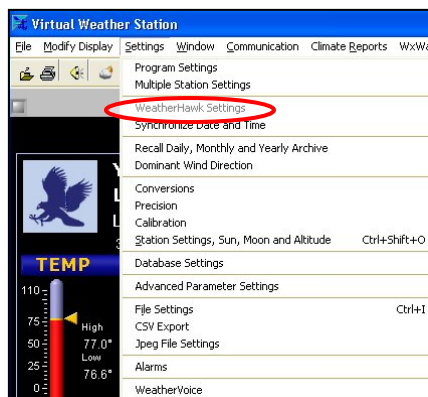 Virtual Weather Station
File Modify Display Settings Window Communication Climate Reports WxWa
Program Settings
Multiple Station Settings
WeatherHawk Settings
Synchronize Date and Time
Recall Daily, Monthly and Yearly Archive
Dominant Wind Direction
Conversions
Precision
Calibration
Station Settings, Sun, Moon and Altitude Ctrl+Shift+O
Database Settings
Advanced Parameter Settings
File Settings Ctrl+I
CSV Export
Jpeg File Settings
Alarms
WeatherVoice
TEMP
110
75
50
25
0
High
77.0°
Low
76.6°